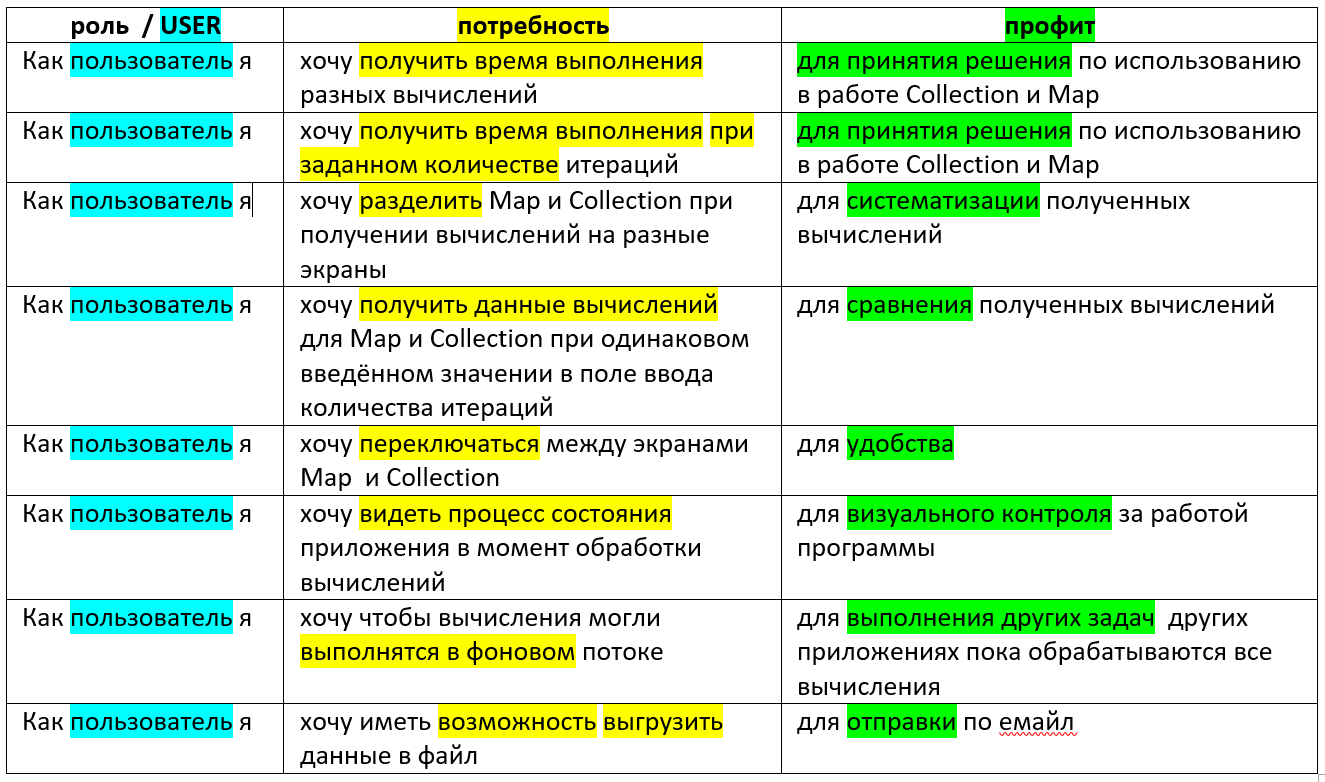 роль / USER
потребность
профит
Как пользователь я
хочу получить время выполнения
разных вычислений
для принятия решения по использованию
в работе Collection и Map
Как пользователь я
хочу получить время выполнения при
заданном количестве итераций
для принятия решения по использованию
в работе Collection и Map
Как пользователь я
хочу разделить Map и Collection при
получении вычислений на разные
экраны
для систематизации полученных
вычислений
Как пользователь я
хочу получить данные вычислений
для Map и Collection при одинаковом
введённом значении в поле ввода
количества итераций
для сравнения полученных вычислений
Как пользователь я
хочу переключаться между экранами
Map и Collection
для удобства
Как пользователь я
хочу видеть процесс состояния
приложения в момент обработки
вычислений
для визуального контроля за работой
программы
Как пользователь я
хочу чтобы вычисления могли
выполнятся в фоновом потоке
для выполнения других задач других
приложениях пока обрабатываются все
вычисления
Как пользователь я
хочу иметь возможность выгрузить
данные в файл
для отправки по емайл